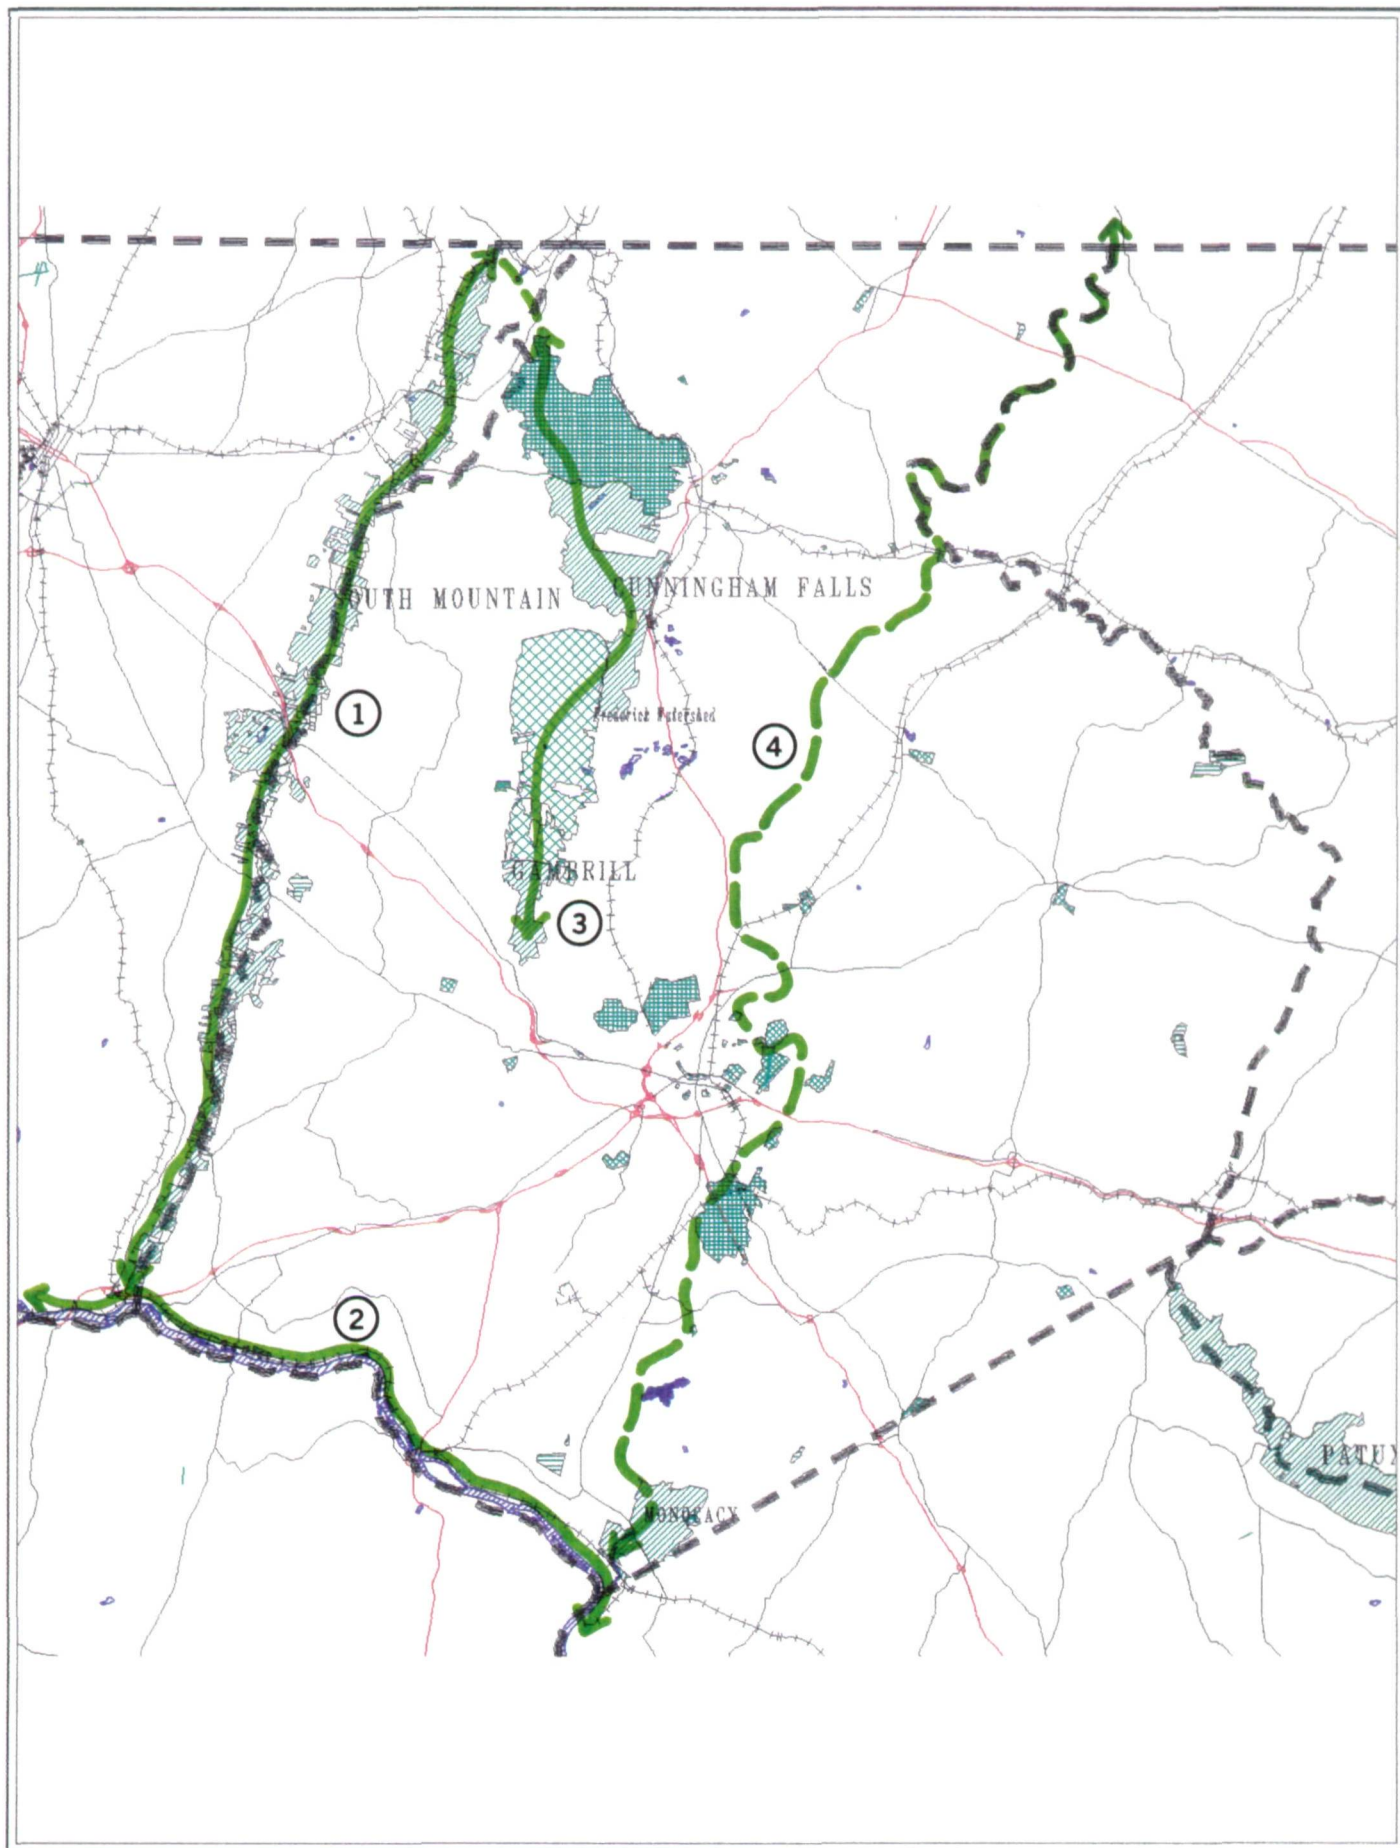 SOUTH MOUNTAIN
CUNNINGHAM FALLS
1
Frederick Watershed
4
GAMBRILL
3
2
PATUX
MONOCACY